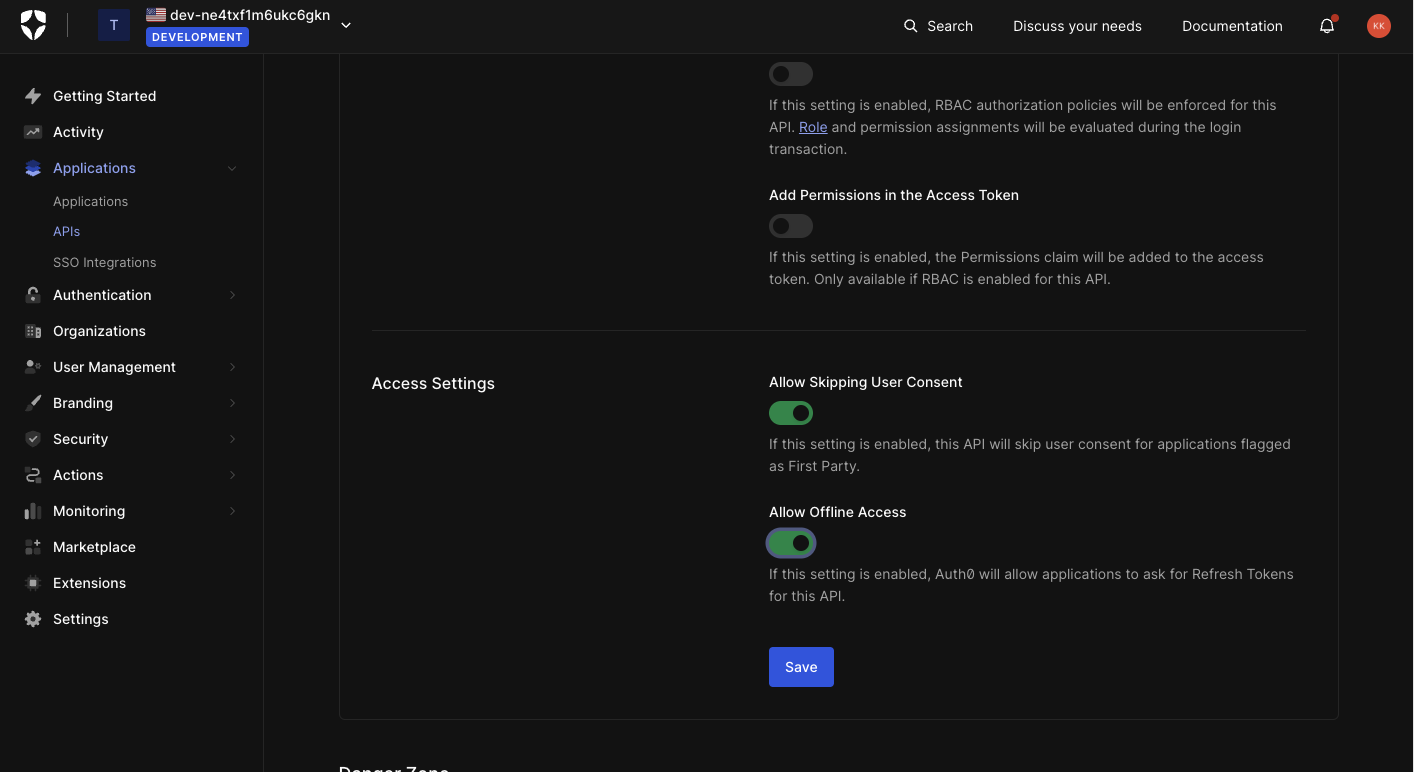 T
dev-ne4txf1m6ukc6gkn
DEVELOPMENT
Search
Discuss your needs
Documentation
KK
Getting Started
Activity
Applications
Applications
APIs
SSO Integrations
Authentication
Organizations
User Management
Branding
Security
Actions
Monitoring
Marketplace
Extensions
Settings
If this setting is enabled, RBAC authorization policies will be enforced for this
API. Role and permission assignments will be evaluated during the login
transaction.
Add Permissions in the Access Token
If this setting is enabled, the Permissions claim will be added to the access
token. Only available if RBAC is enabled for this API.
Access Settings
Allow Skipping User Consent
If this setting is enabled, this API will skip user consent for applications flagged
as First Party.
Allow Offline Access
If this setting is enabled, Auth0 will allow applications to ask for Refresh Tokens
for this API.
Save
Danger Zone